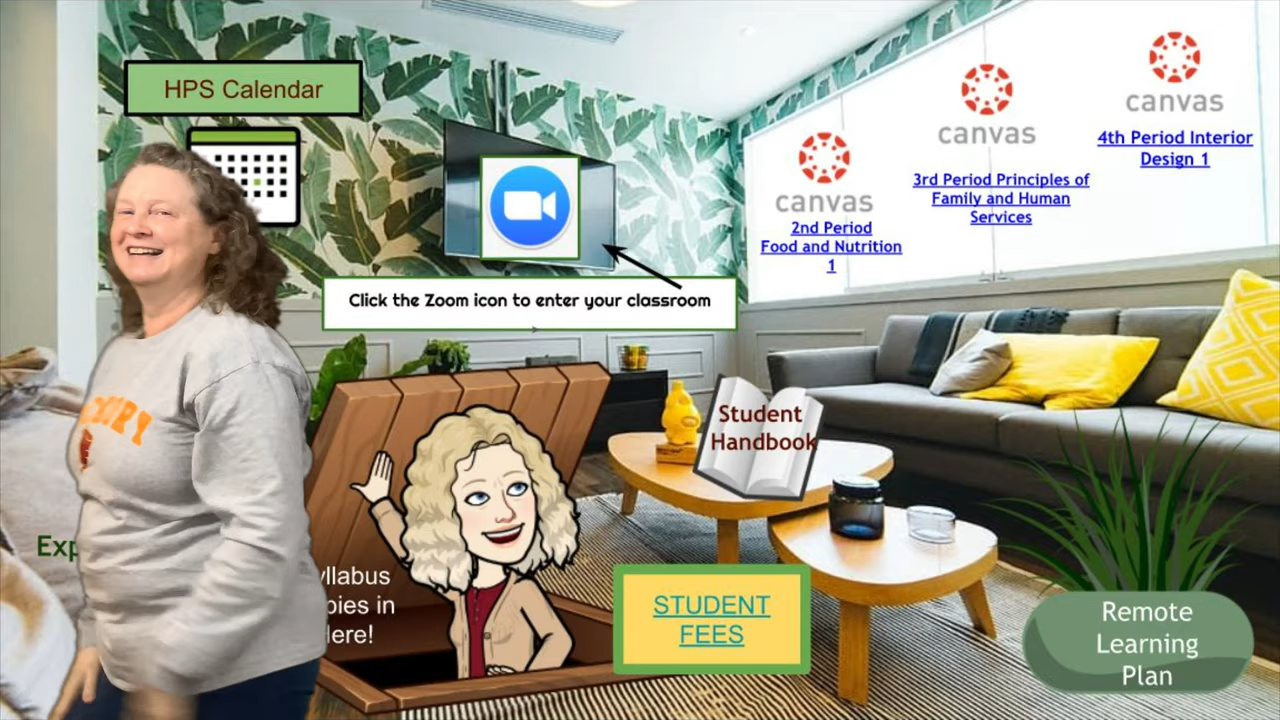 HPS Calendar
canvas
4th Period Interior
Design 1
canvas
3rd Period Principles of
Family and Human
Services
canvas
2nd Period
Food and Nutrition
1
Click the Zoom icon to enter your classroom
Student
Handbook
STUDENT
FEES
Remote
Learning
Plan
in